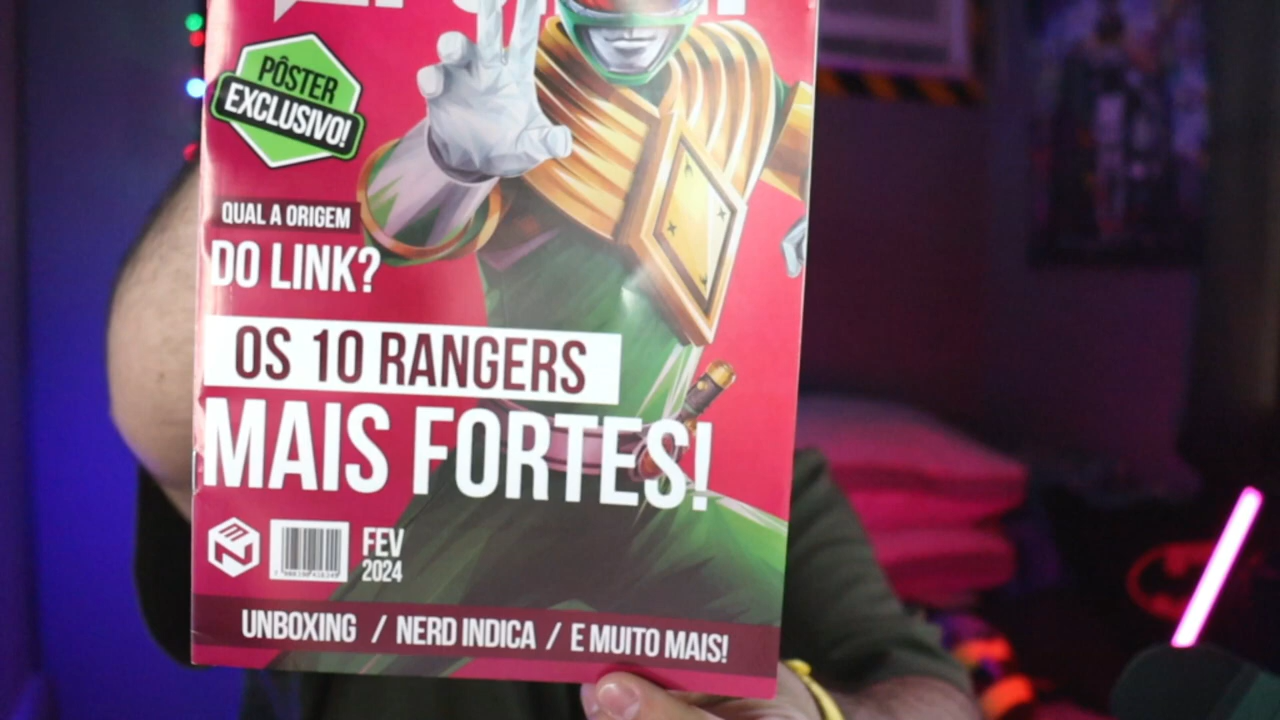 PÔSTER
EXCLUSIVO!
QUAL A ORIGEM
DO LINK?
OS 10 RANGERS
MAIS FORTES!
FEV
2024
UNBOXING / NERD INDICA / E MUITO MAIS!